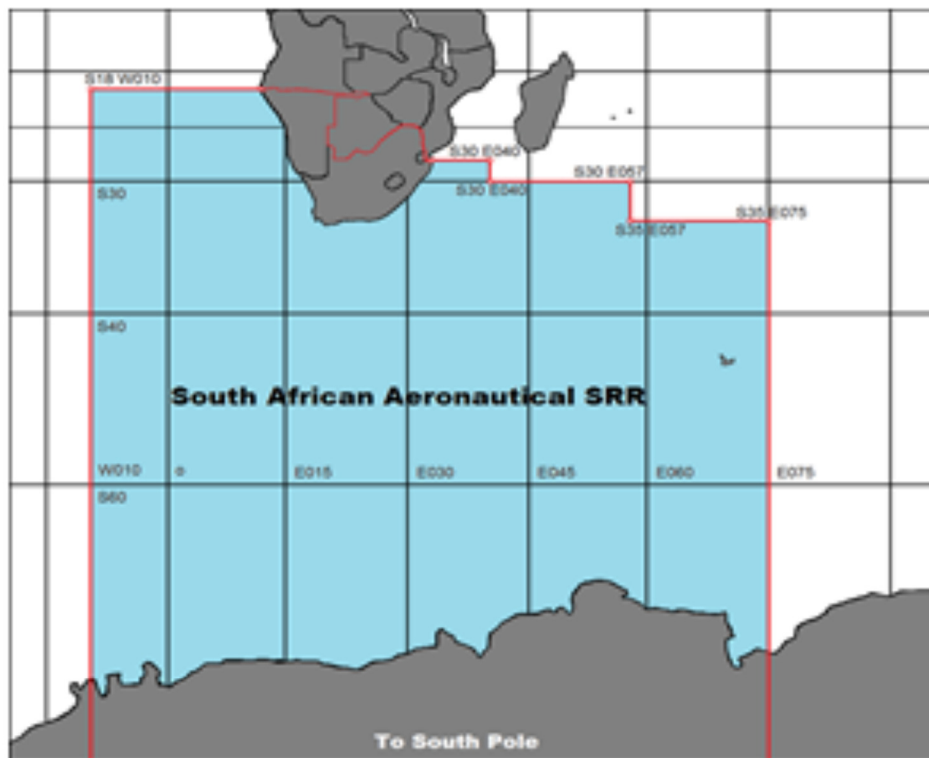 S18 W010
S30 E040
S30 E057
S30
S30 E040
S35 E075
S35 E057
S40
South African Aeronautical SRR
W010
0
E015
E030
E045
E060
E075
S60
To South Pole